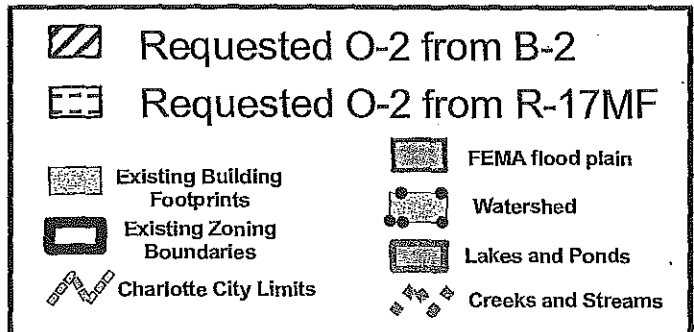 Requested O-2 from B-2
Requested O-2 from R-17MF
Existing Building
Footprints
Existing Zoning
Boundaries
Charlotte City Limits
FEMA flood plain
Watershed
Lakes and Ponds
Creeks and Streams